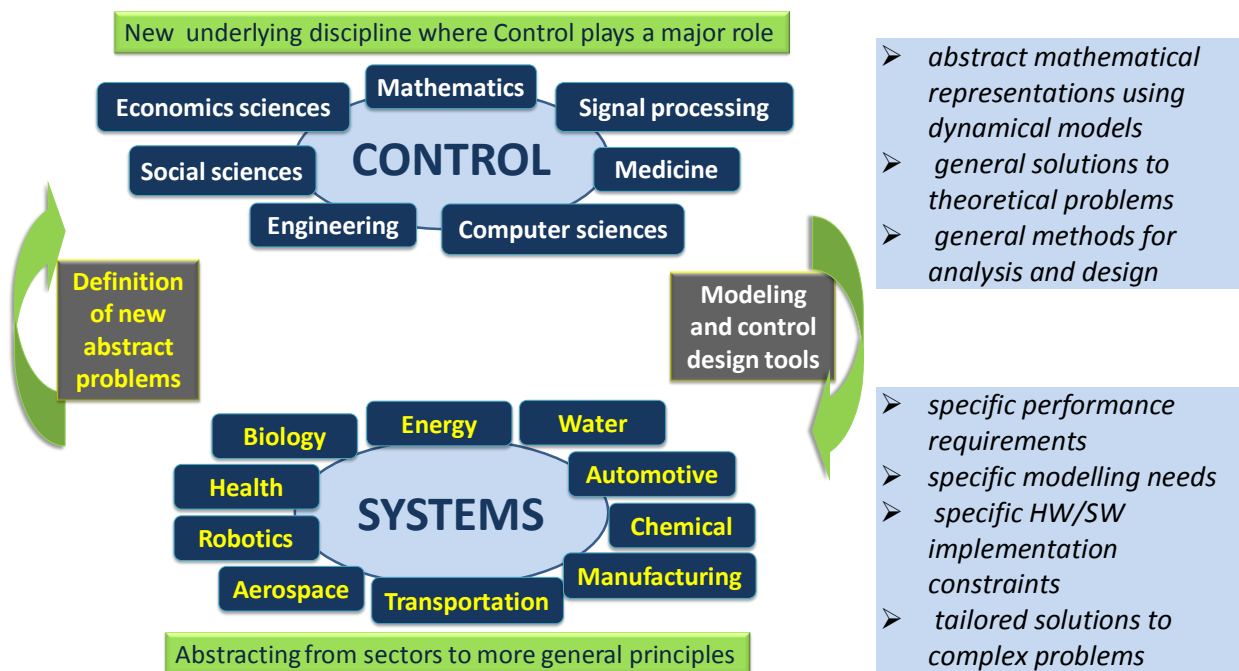 New underlying discipline where Control plays a major role
Mathematics
Economics sciences
Signal processing
CONTROL
Social sciences
Medicine
Engineering
Computer sciences
Definition
of new
abstract
problems
Modeling
and control
design tools
Energy
Water
Biology
Automotive
Health
SYSTEMS
Chemical
Robotics
Manufacturing
Aerospace
Transportation
Abstracting from sectors to more general principles
➢ abstract mathematical
representations using
dynamical models
➢ general solutions to
theoretical problems
➢ general methods for
analysis and design
➢ specific performance
requirements
➢ specific modelling needs
➢ specific HW/SW
implementation
constraints
➢ tailored solutions to
complex problems